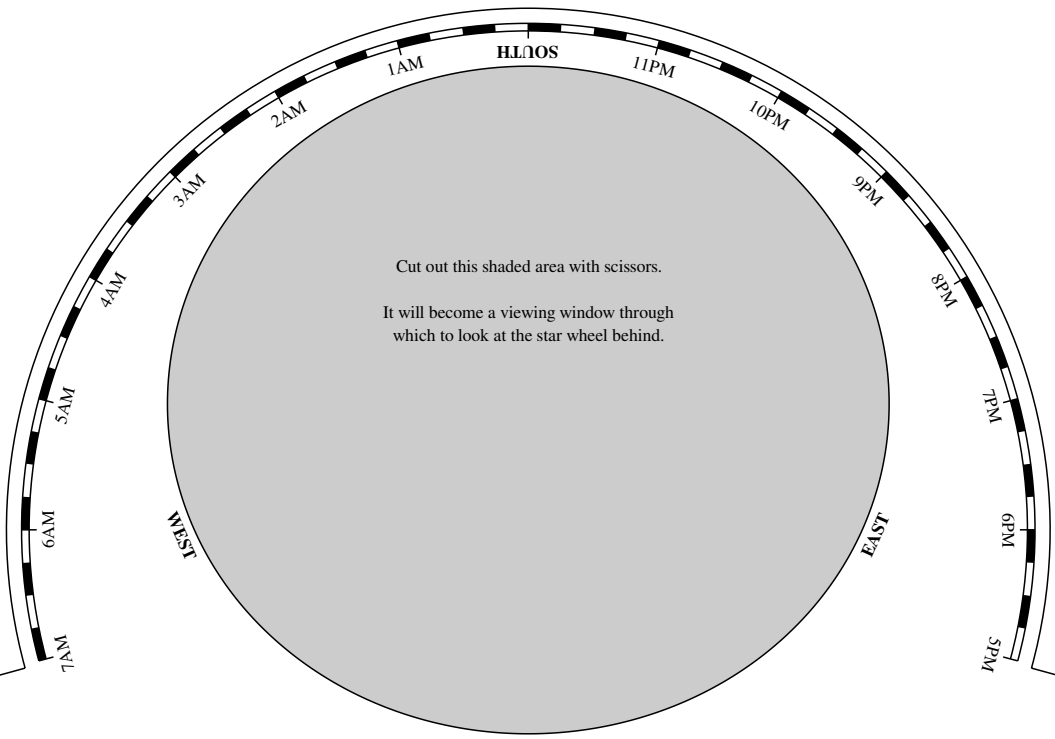 SOUTH
1AM
11PM
2AM
10PM
3AM
9PM
4AM
8PM
5AM
7PM
6AM
6PM
7AM
5PM
WEST
EAST
Cut out this shaded area with scissors.
It will become a viewing window through
which to look at the star wheel behind.